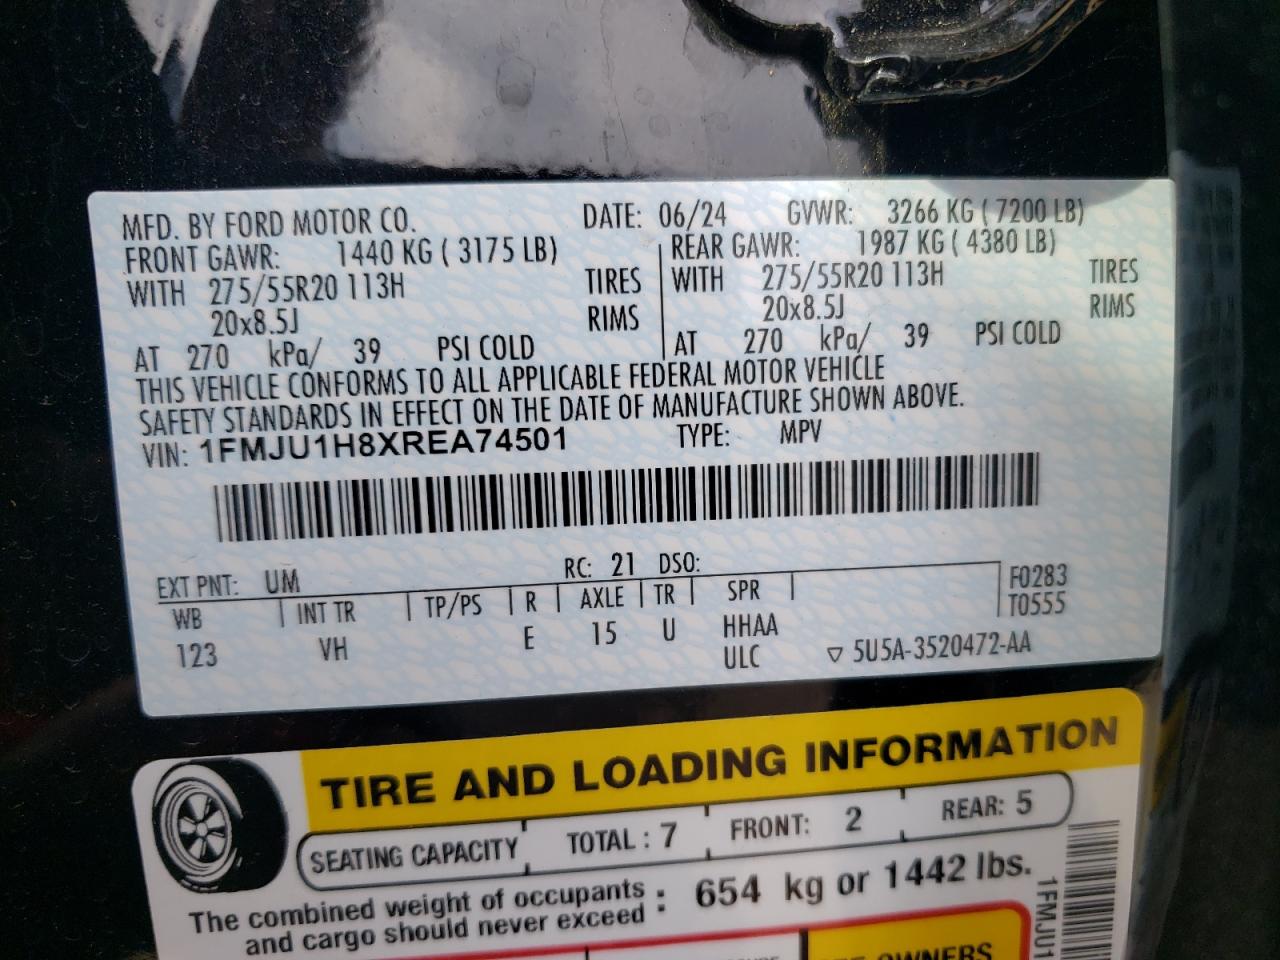 MFD. BY FORD MOTOR CO. DATE: 06/24 GVWR: 3266 KG ( 7200 LB)
FRONT GAWR: 1440 KG ( 3175 LB) REAR GAWR: 1987 KG ( 4380 LB)
WITH 275/55R20 113H TIRES WITH 275/55R20 113H TIRES
20x8.5J RIMS 20x8.5J RIMS
AT 270 kPa/ 39 PSI COLD AT 270 kPa/ 39 PSI COLD
THIS VEHICLE CONFORMS TO ALL APPLICABLE FEDERAL MOTOR VEHICLE
SAFETY STANDARDS IN EFFECT ON THE DATE OF MANUFACTURE SHOWN ABOVE.
VIN: 1FMJU1H8XREA74501 TYPE: MPV
EXT PNT: UM RC: 21 DSO:
WB INT TR TP/PS R AXLE TR SPR F0283
T0555
123 VH E 15 U HHAA
ULC ▽ 5U5A-3520472-AA
TIRE AND LOADING INFORMATION
SEATING CAPACITY TOTAL : 7 FRONT: 2 REAR: 5
The combined weight of occupants
and cargo should never exceed : 654 kg or 1442 lbs.
OWNERS
1FMJU1